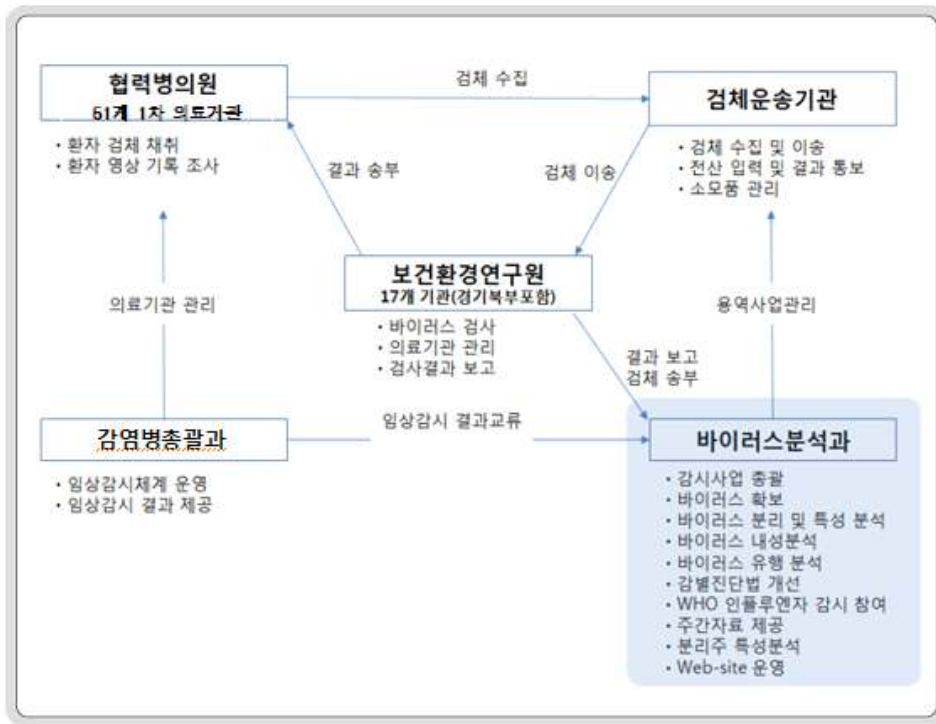 협력병의원
51개 1차 의료기관
• 환자 검체 채취
• 환자 영상 기록 조사
검체 수집
검체운송기관
• 검체 수집 및 이송
• 전산 입력 및 결과 통보
• 소모품 관리
결과 송부
검체 이송
보건환경연구원
17개 기관(경기북부포함)
• 바이러스 검사
• 의료기관 관리
• 검사결과 보고
의료기관 관리
용역사업관리
결과 보고
검체 송부
감염병총괄과
• 임상감시체계 운영
• 임상감시 결과 제공
임상감시 결과교류
바이러스분석과
• 감시사업 총괄
• 바이러스 확보
• 바이러스 분리 및 특성 분석
• 바이러스 내성분석
• 바이러스 유행 분석
• 감별진단법 개선
• WHO 인플루엔자 감시 참여
• 주간자료 제공
• 분리주 특성분석
• Web-site 운영